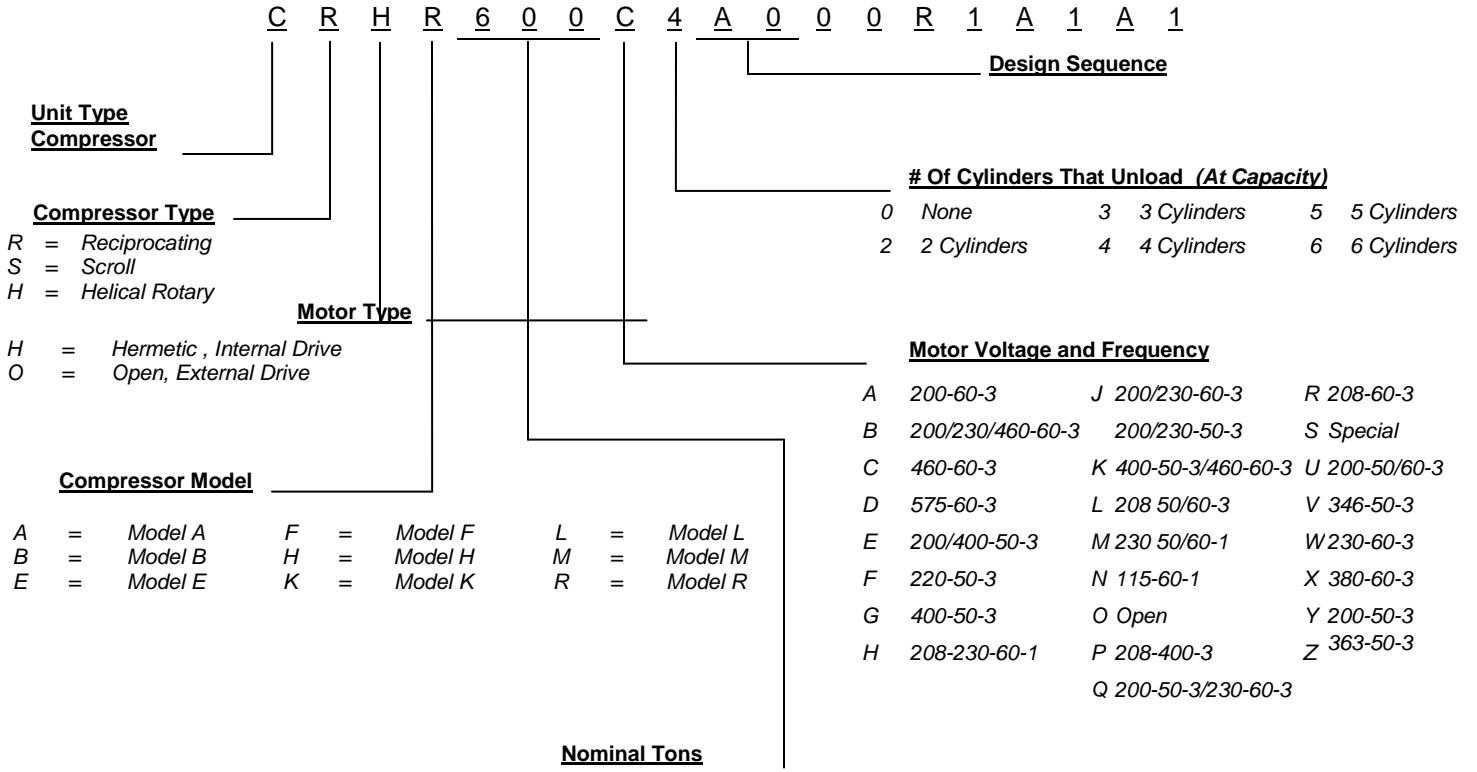 C R H R 6 0 0 C 4 A 0 0 0 R 1 A 1 A 1
Design Sequence
Unit Type
Compressor
# Of Cylinders That Unload (At Capacity)
0 None 3 3 Cylinders 5 5 Cylinders
2 2 Cylinders 4 4 Cylinders 6 6 Cylinders
Compressor Type
R = Reciprocating
S = Scroll
H = Helical Rotary
Motor Type
H = Hermetic , Internal Drive
O = Open, External Drive
Motor Voltage and Frequency
A 200-60-3 J 200/230-60-3 R 208-60-3
B 200/230/460-60-3 200/230-50-3 S Special
C 460-60-3 K 400-50-3/460-60-3 U 200-50/60-3
D 575-60-3 L 208 50/60-3 V 346-50-3
E 200/400-50-3 M 230 50/60-1 W 230-60-3
F 220-50-3 N 115-60-1 X 380-60-3
G 400-50-3 O Open Y 200-50-3
H 208-230-60-1 P 208-400-3 Z 363-50-3
Q 200-50-3/230-60-3
Compressor Model
A = Model A F = Model F L = Model L
B = Model B H = Model H M = Model M
E = Model E K = Model K R = Model R
Nominal Tons